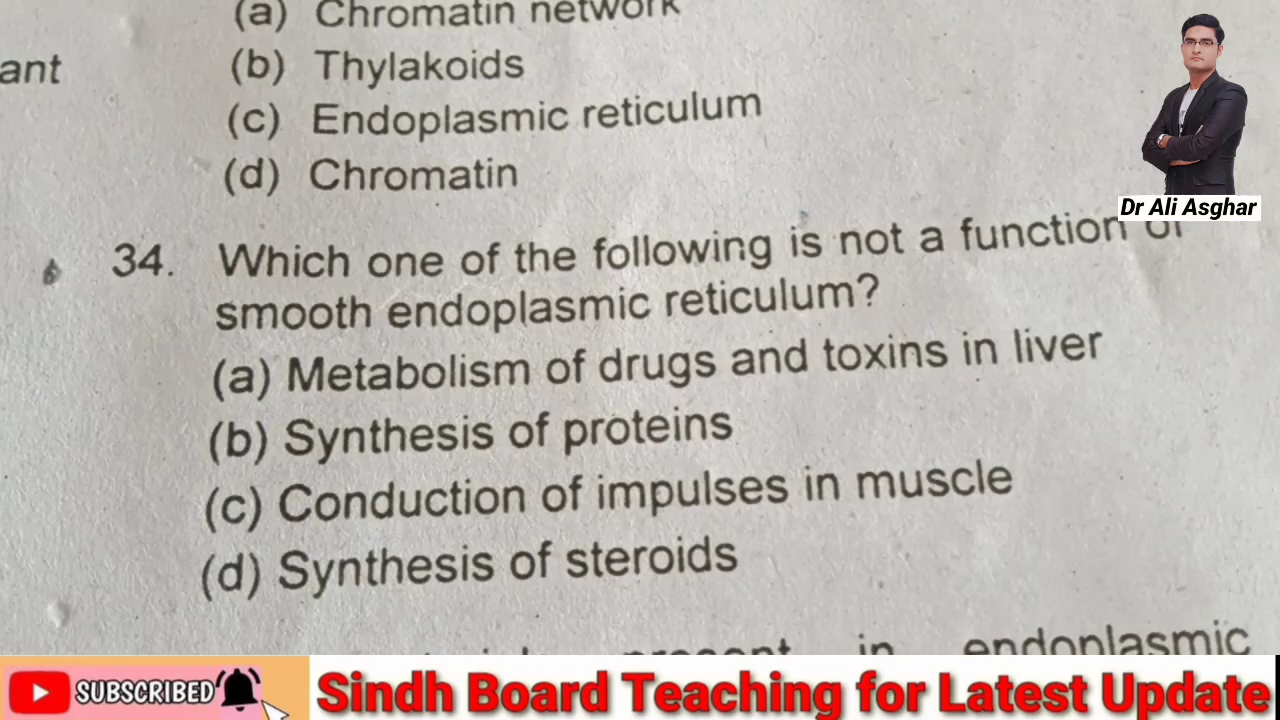 (a) Chromatin network
ant
(b) Thylakoids
(c) Endoplasmic reticulum
(d) Chromatin
Dr Ali Asghar
34. Which one of the following is not a function of
smooth endoplasmic reticulum?
(a) Metabolism of drugs and toxins in liver
(b) Synthesis of proteins
(c) Conduction of impulses in muscle
(d) Synthesis of steroids
present in endoplasmic
SUBSCRIBED
Sindh Board Teaching for Latest Update